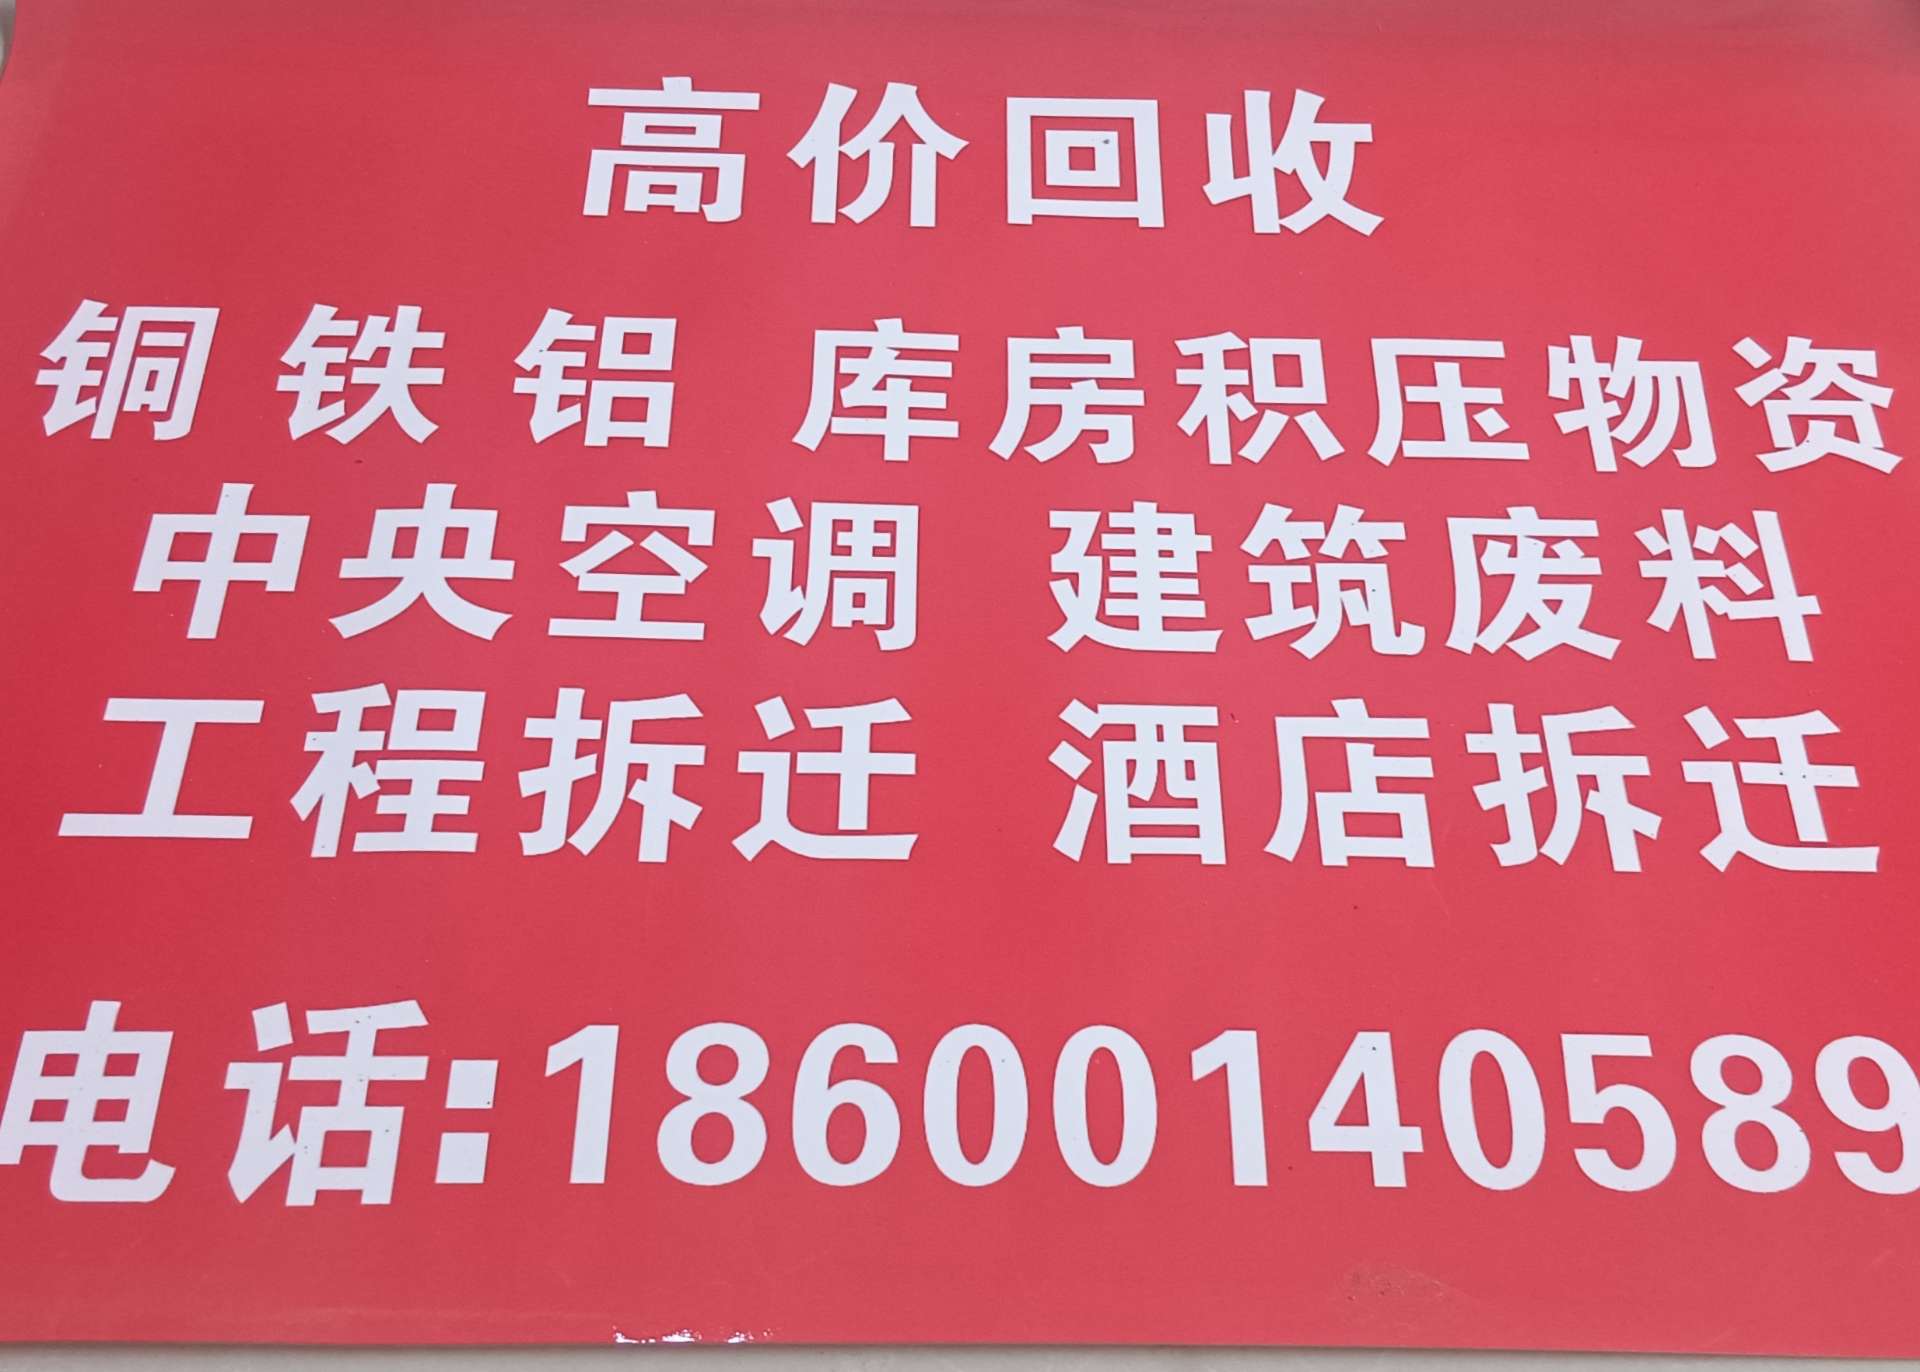 高价回收
铜 铁 铝 库房积压物资
中央空调 建筑废料
工程拆迁 酒店拆迁
电话:18600140589